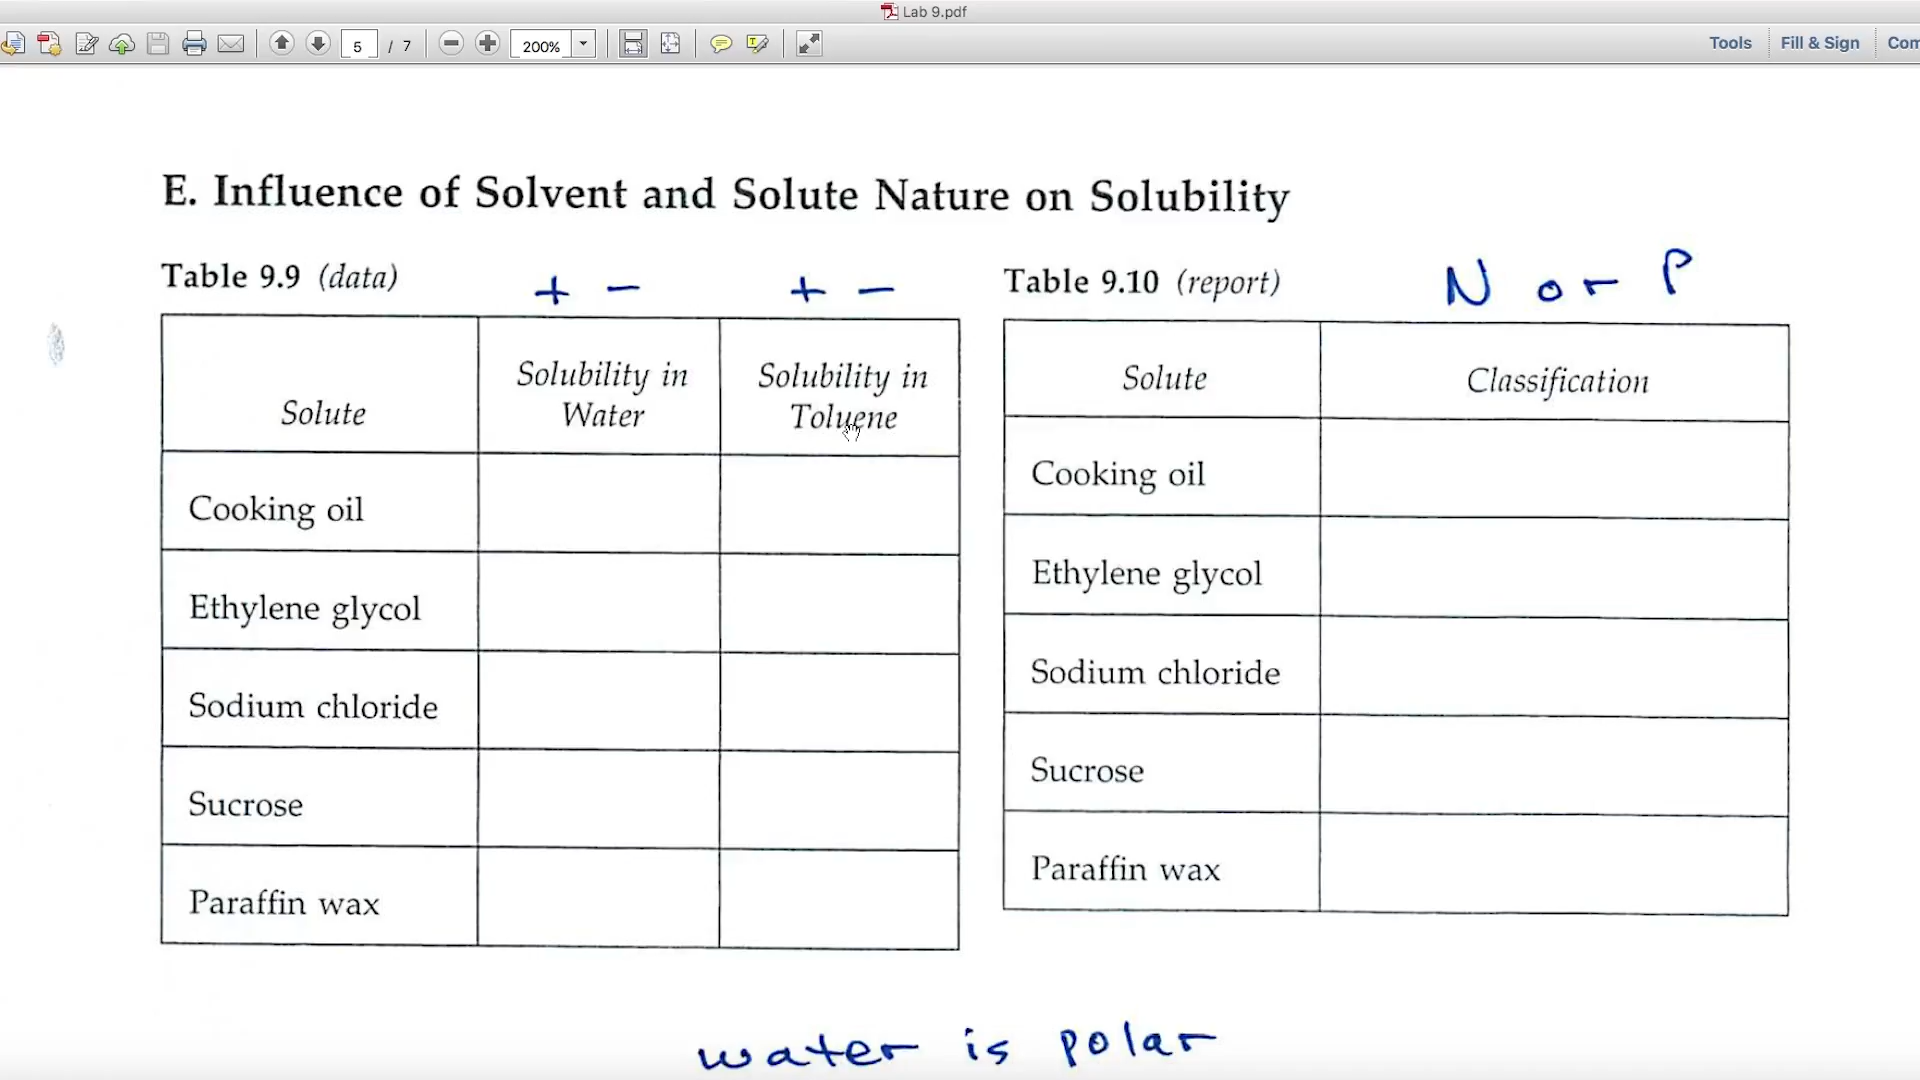 Lab 9.pdf
5 / 7 200% Tools Fill & Sign Com
E. Influence of Solvent and Solute Nature on Solubility
Table 9.9 (data) + - + -
Solute Solubility in Water Solubility in Toluene
Cooking oil
Ethylene glycol
Sodium chloride
Sucrose
Paraffin wax
Table 9.10 (report) N or P
Solute Classification
Cooking oil
Ethylene glycol
Sodium chloride
Sucrose
Paraffin wax
water is polar